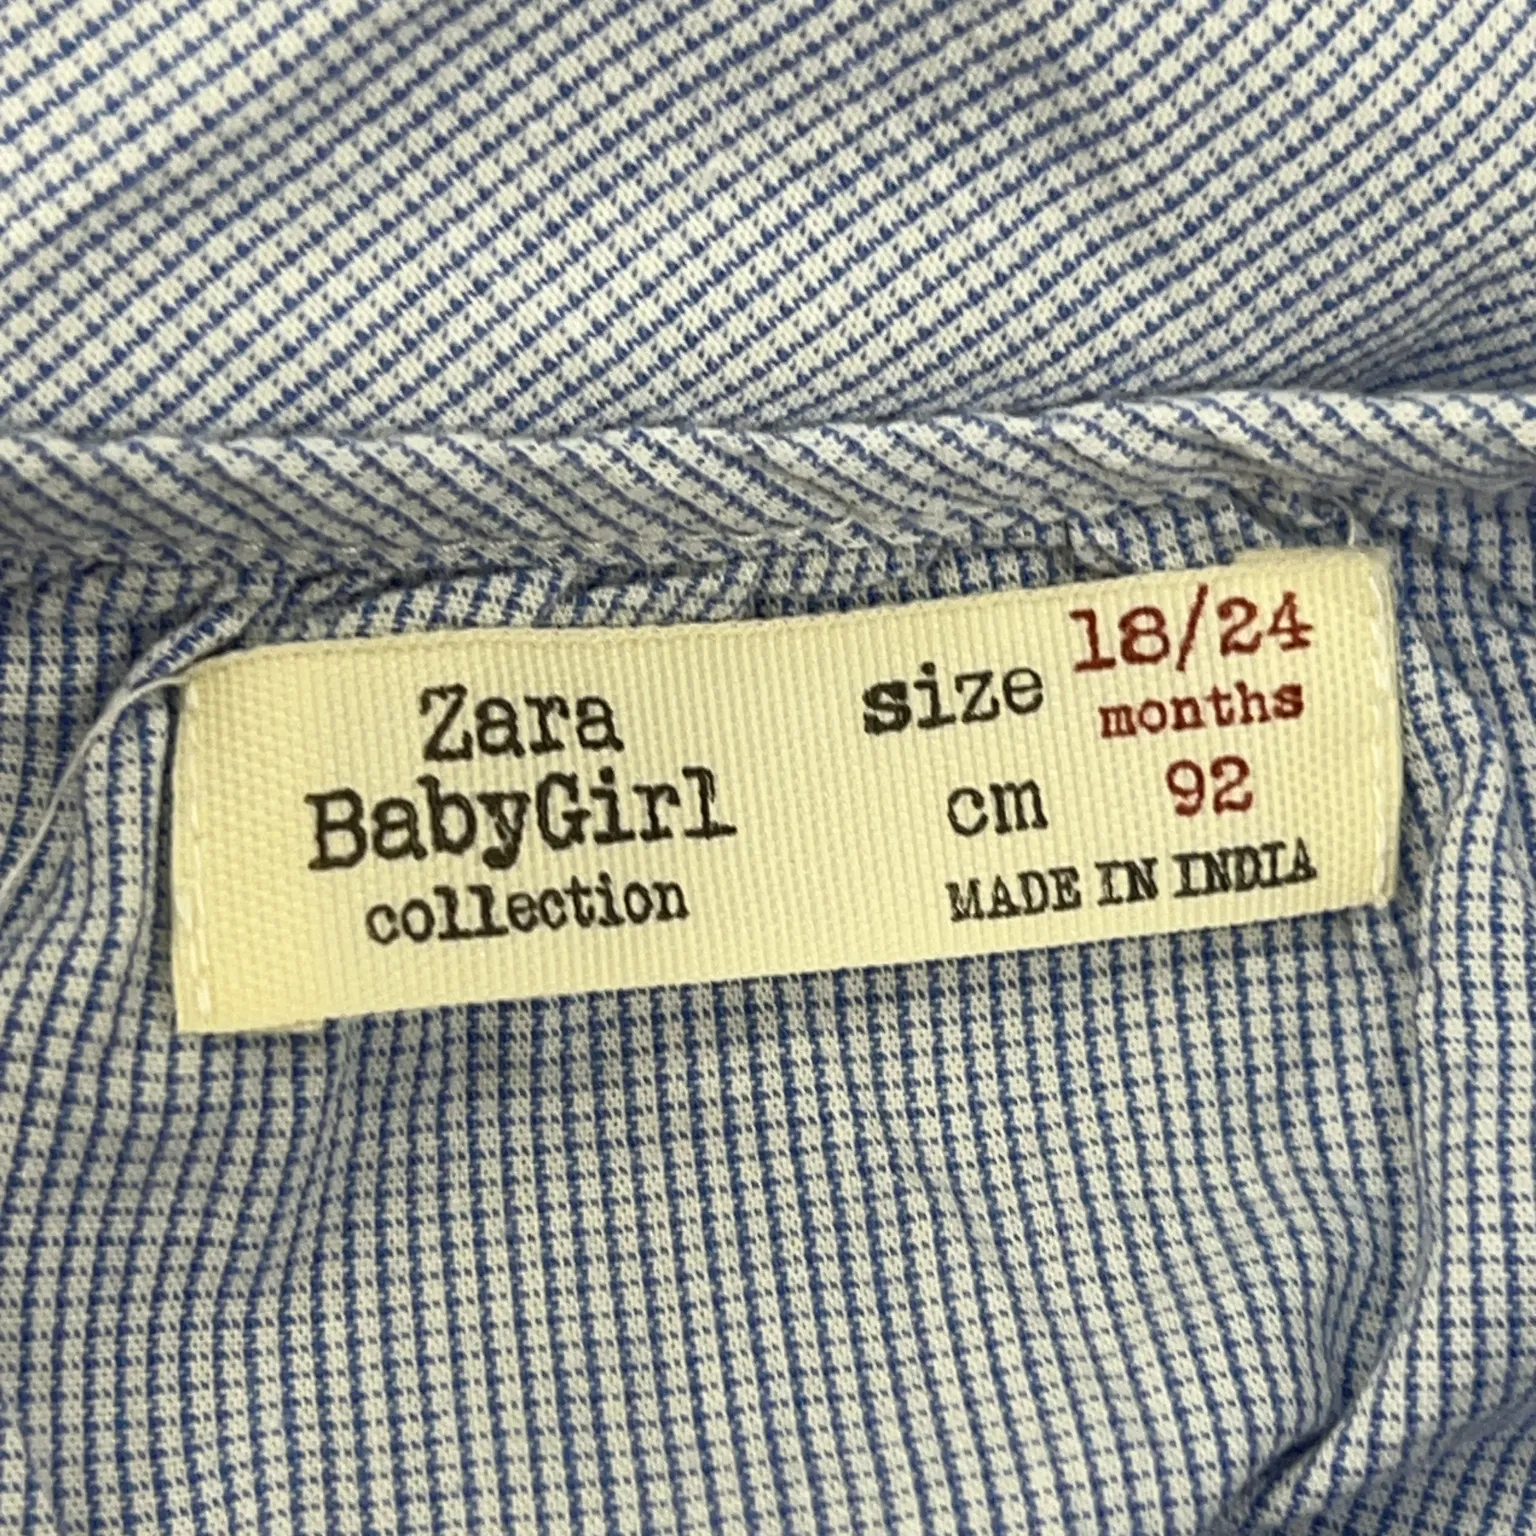 Zara
BabyGirl
collection
size 18/24
months
cm 92
MADE IN INDIA